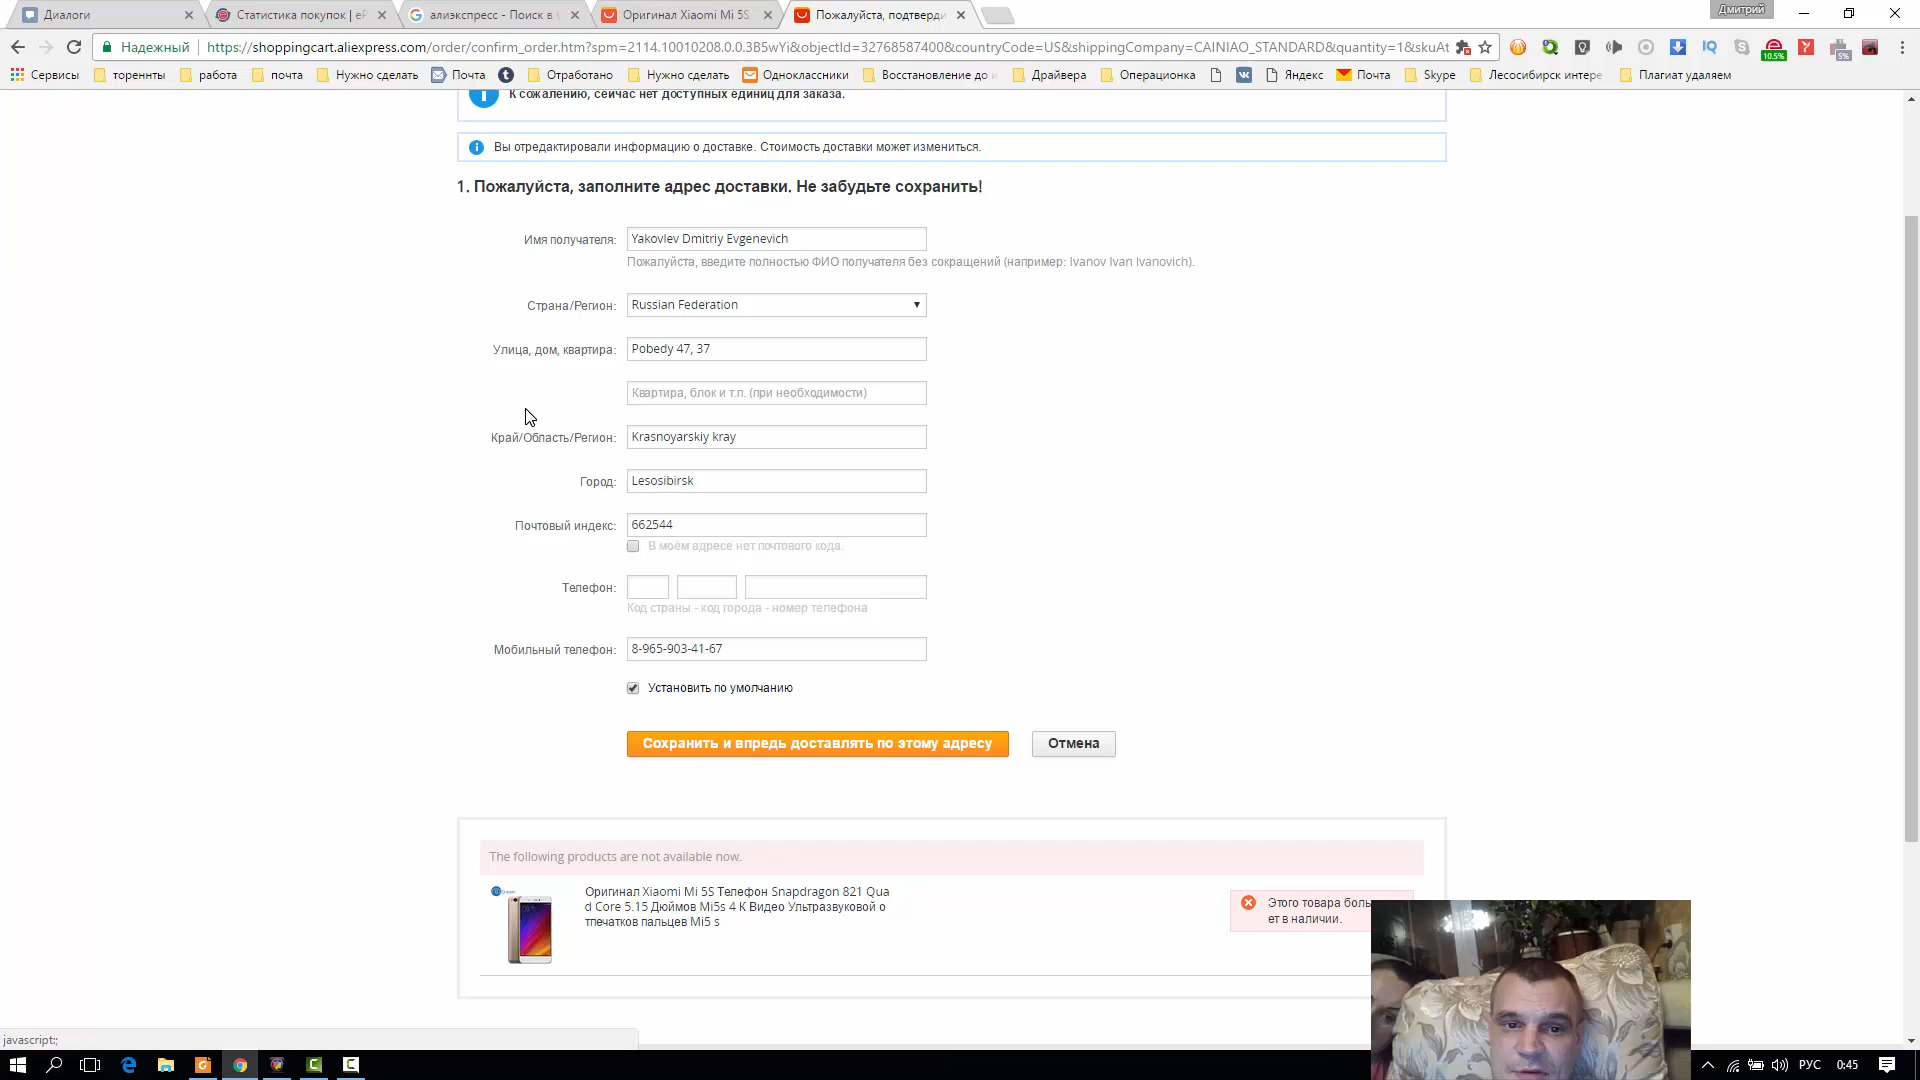 Диалоги
Статистика покупок | eP
алиэкспресс - Поиск в
Оригинал Xiaomi Mi 5S
Пожалуйста, подтверди
Дмитрий
Надежный
https://shoppingcart.aliexpress.com/order/confirm_order.htm?spm=2114.10010208.0.0.3B5wYi&objectId=32768587400&countryCode=US&shippingCompany=CAINIAO_STANDARD&quantity=1&skuAt
Сервисы
тореннты
работа
почта
Нужно сделать
Почта
Отработано
Нужно сделать
Одноклассники
Восстановление до
Драйвера
Операционка
Яндекс
Почта
Skype
Лесосибирск интере
Плагиат удаляем
К сожалению, сейчас нет доступных единиц для заказа.
Вы отредактировали информацию о доставке. Стоимость доставки может измениться.
1. Пожалуйста, заполните адрес доставки. Не забудьте сохранить!
Имя получателя: Yakovlev Dmitriy Evgenevich
Пожалуйста, введите полностью ФИО получателя без сокращений (например: Ivanov Ivan Ivanovich).
Страна/Регион: Russian Federation
Улица, дом, квартира: Pobedy 47, 37
Квартира, блок и т.п. (при необходимости)
Край/Область/Регион: Krasnoyarskiy kray
Город: Lesosibirsk
Почтовый индекс: 662544
В моём адресе нет почтового кода.
Телефон:
Код страны - код города - номер телефона
Мобильный телефон: 8-965-903-41-67
Установить по умолчанию
Сохранить и впредь доставлять по этому адресу
Отмена
The following products are not available now.
Оригинал Xiaomi Mi 5S Телефон Snapdragon 821 Qua
d Core 5.15 Дюймов Mi5s 4 К Видео Ультразвуковой о
тпечатков пальцев Mi5 s
Этого товара боль
ет в наличии.
javascript:;
РУС
0:45
10.5%
5%